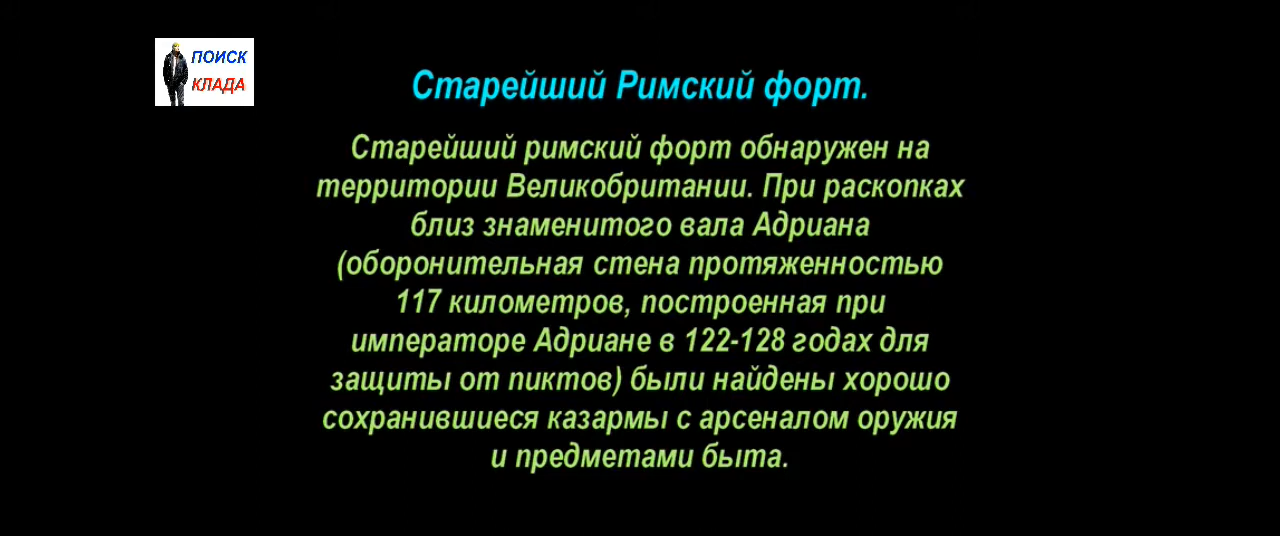 ПОИСК
КЛАДА
Старейший Римский форт.
Старейший римский форт обнаружен на
территории Великобритании. При раскопках
близ знаменитого вала Адриана
(оборонительная стена протяженностью
117 километров, построенная при
императоре Адриане в 122-128 годах для
защиты от пиктов) были найдены хорошо
сохранившиеся казармы с арсеналом оружия
и предметами быта.